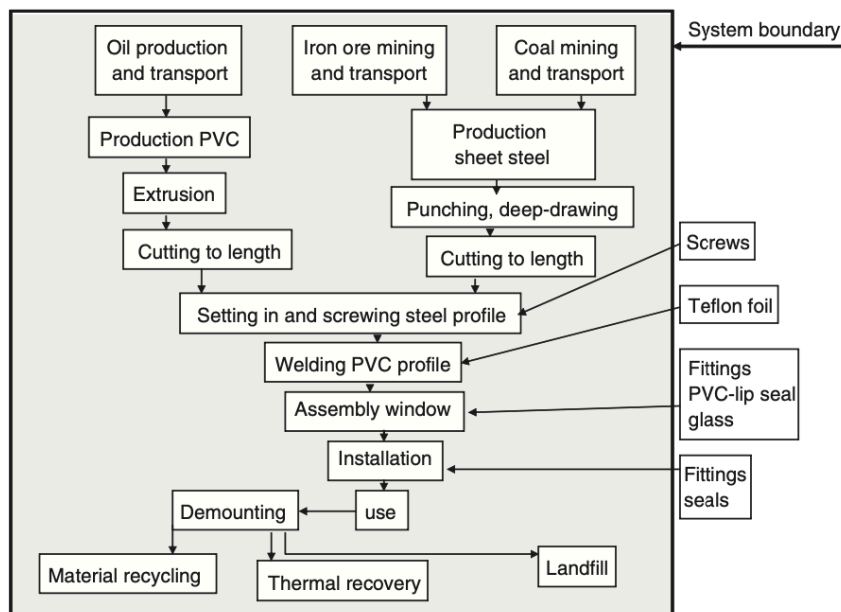 System boundary
Oil production
and transport
Iron ore mining
and transport
Coal mining
and transport
Production PVC
Production
sheet steel
Extrusion
Punching, deep-drawing
Cutting to length
Cutting to length
Screws
Setting in and screwing steel profile
Teflon foil
Welding PVC profile
Fittings
PVC-lip seal
glass
Assembly window
Installation
Fittings
seals
Demounting
use
Material recycling
Thermal recovery
Landfill